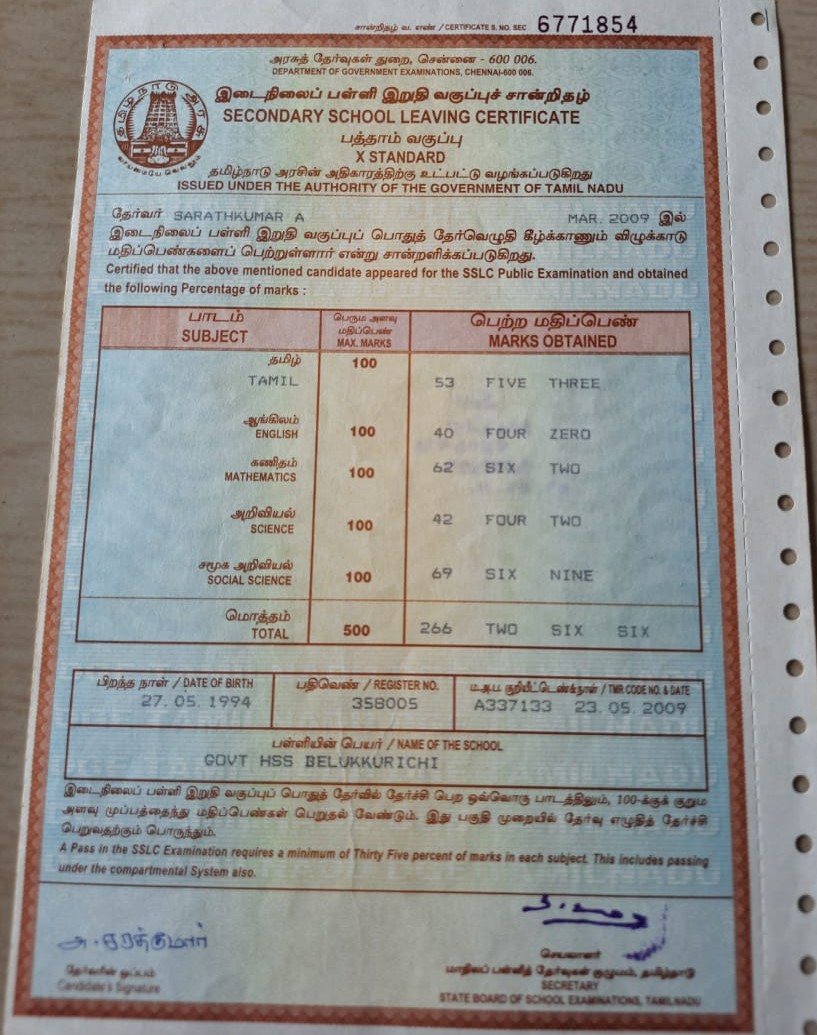 சான்றிதழ் வ. எண் / CERTIFICATE S. NO. SEC 6771854
அரசுத் தேர்வுகள் துறை, சென்னை - 600 006.
DEPARTMENT OF GOVERNMENT EXAMINATIONS, CHENNAI-600 006.
தமிழ்நாடு அரசு
வாய்மையே வெல்லும்
இடைநிலைப் பள்ளி இறுதி வகுப்புச் சான்றிதழ்
SECONDARY SCHOOL LEAVING CERTIFICATE
பத்தாம் வகுப்பு
X STANDARD
தமிழ்நாடு அரசின் அதிகாரத்திற்கு உட்பட்டு வழங்கப்படுகிறது
ISSUED UNDER THE AUTHORITY OF THE GOVERNMENT OF TAMIL NADU
தேர்வர் SARATHKUMAR A MAR. 2009 இல்
இடைநிலைப் பள்ளி இறுதி வகுப்புப் பொதுத் தேர்வெழுதி கீழ்க்காணும் விழுக்காடு
மதிப்பெண்களைப் பெற்றுள்ளார் என்று சான்றளிக்கப்படுகிறது.
Certified that the above mentioned candidate appeared for the SSLC Public Examination and obtained
the following Percentage of marks :
பாடம் பெரும அளவு பெற்ற மதிப்பெண்
SUBJECT மதிப்பெண் MARKS OBTAINED
MAX. MARKS
தமிழ் 100
TAMIL 53 FIVE THREE
ஆங்கிலம்
ENGLISH 100 40 FOUR ZERO
கணிதம்
MATHEMATICS 100 62 SIX TWO
அறிவியல்
SCIENCE 100 42 FOUR TWO
சமூக அறிவியல்
SOCIAL SCIENCE 100 69 SIX NINE
மொத்தம்
TOTAL 500 266 TWO SIX SIX
பிறந்த நாள் / DATE OF BIRTH பதிவெண் / REGISTER NO. ம.அ.ப. குறியீட்டெண்&நாள் / TMR CODE NO. & DATE
27. 05. 1994 358005 A337133 23. 05. 2009
பள்ளியின் பெயர் / NAME OF THE SCHOOL
GOVT HSS BELUKKURICHI
இடைநிலைப் பள்ளி இறுதி வகுப்புப் பொதுத் தேர்வில் தேர்ச்சி பெற ஒவ்வொரு பாடத்திலும், 100-க்குக் குறும
அளவு முப்பத்தைந்து மதிப்பெண்கள் பெறுதல் வேண்டும். இது பகுதி முறையில் தேர்வு எழுதித் தேர்ச்சி
பெறுவதற்கும் பொருந்தும்.
A Pass in the SSLC Examination requires a minimum of Thirty Five percent of marks in each subject. This includes passing
under the compartmental System also.
அ. சரத்குமார்
தேர்வரின் ஒப்பம்
Candidate's Signature
செயலாளர்
மாநிலப் பள்ளித் தேர்வுகள் குழுமம், தமிழ்நாடு
SECRETARY
STATE BOARD OF SCHOOL EXAMINATIONS, TAMILNADU